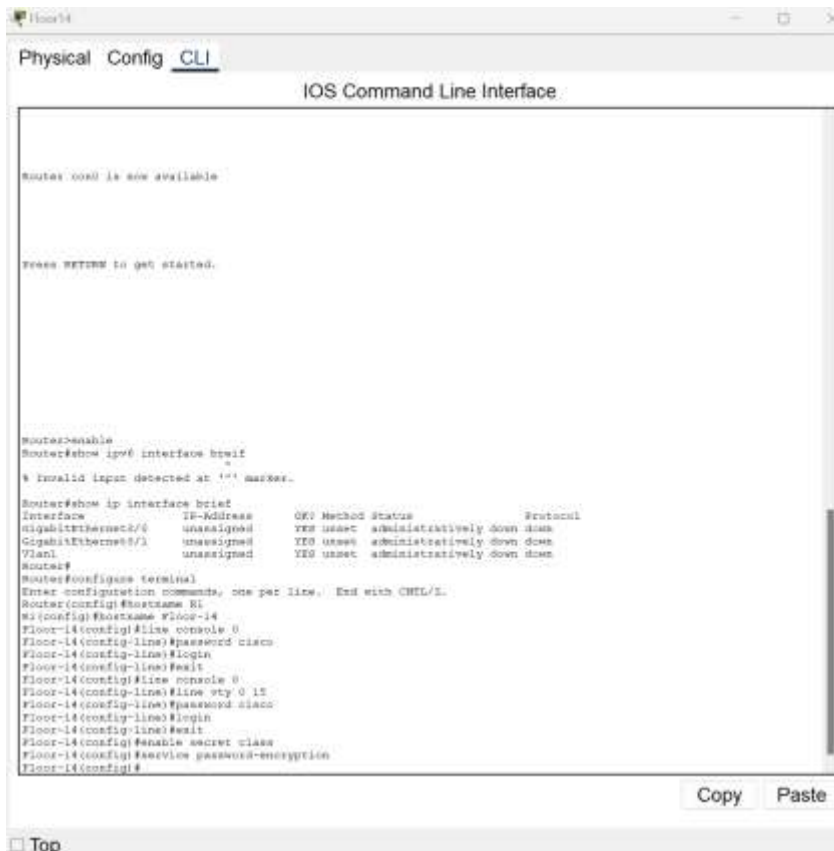 Floor14
Physical Config CLI
IOS Command Line Interface
Router con0 is now available
Press RETURN to get started.
Router>enable
Router#show ipv6 interface breif
^
% Invalid input detected at '^' marker.
Router#show ip interface brief
Interface IP-Address OK? Method Status Protocol
GigabitEthernet0/0 unassigned YES unset administratively down down
GigabitEthernet0/1 unassigned YES unset administratively down down
Vlan1 unassigned YES unset administratively down down
Router#
Router#configure terminal
Enter configuration commands, one per line. End with CNTL/Z.
Router(config)#hostname R1
R1(config)#hostname Floor-14
Floor-14(config)#line console 0
Floor-14(config-line)#password cisco
Floor-14(config-line)#login
Floor-14(config-line)#exit
Floor-14(config)#line console 0
Floor-14(config-line)#line vty 0 15
Floor-14(config-line)#password cisco
Floor-14(config-line)#login
Floor-14(config-line)#exit
Floor-14(config)#enable secret class
Floor-14(config)#service password-encryption
Floor-14(config)#
Copy Paste
Top